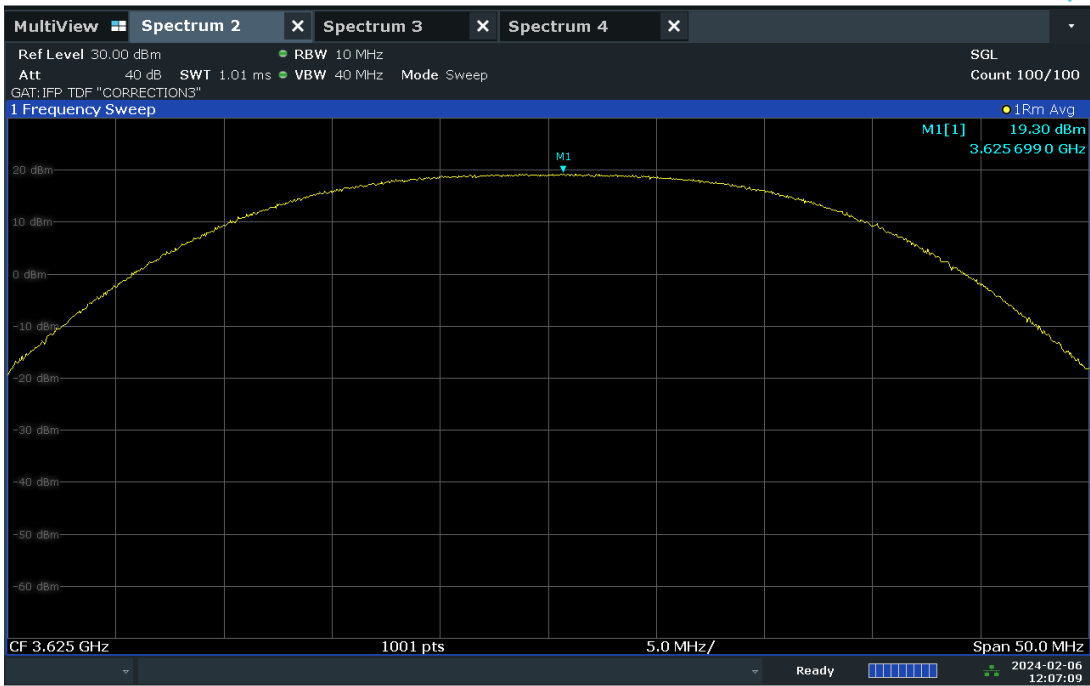 MultiView Spectrum 2 X Spectrum 3 X Spectrum 4 X
Ref Level 30.00 dBm RBW 10 MHz SGL
Att 40 dB SWT 1.01 ms VBW 40 MHz Mode Sweep Count 100/100
GAT:IFP TDF "CORRECTION3"
1 Frequency Sweep 1Rm Avg
M1[1] 19.30 dBm
3.625 699 0 GHz
M1
20 dBm
10 dBm
0 dBm
-10 dBm
-20 dBm
-30 dBm
-40 dBm
-50 dBm
-60 dBm
CF 3.625 GHz 1001 pts 5.0 MHz/ Span 50.0 MHz
Ready 2024-02-06
12:07:09